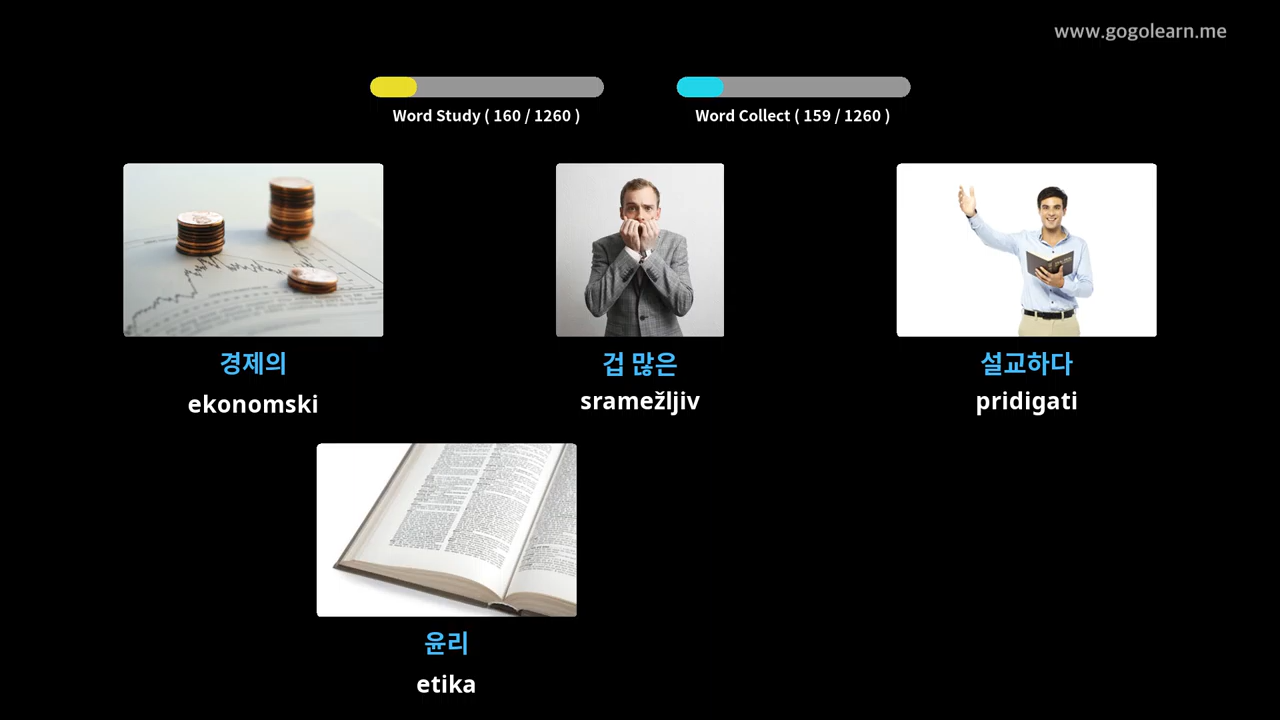 www.gogolearn.me
Word Study ( 160 / 1260 )
Word Collect ( 159 / 1260 )
경제의
ekonomski
겁 많은
sramežljiv
설교하다
pridigati
윤리
etika